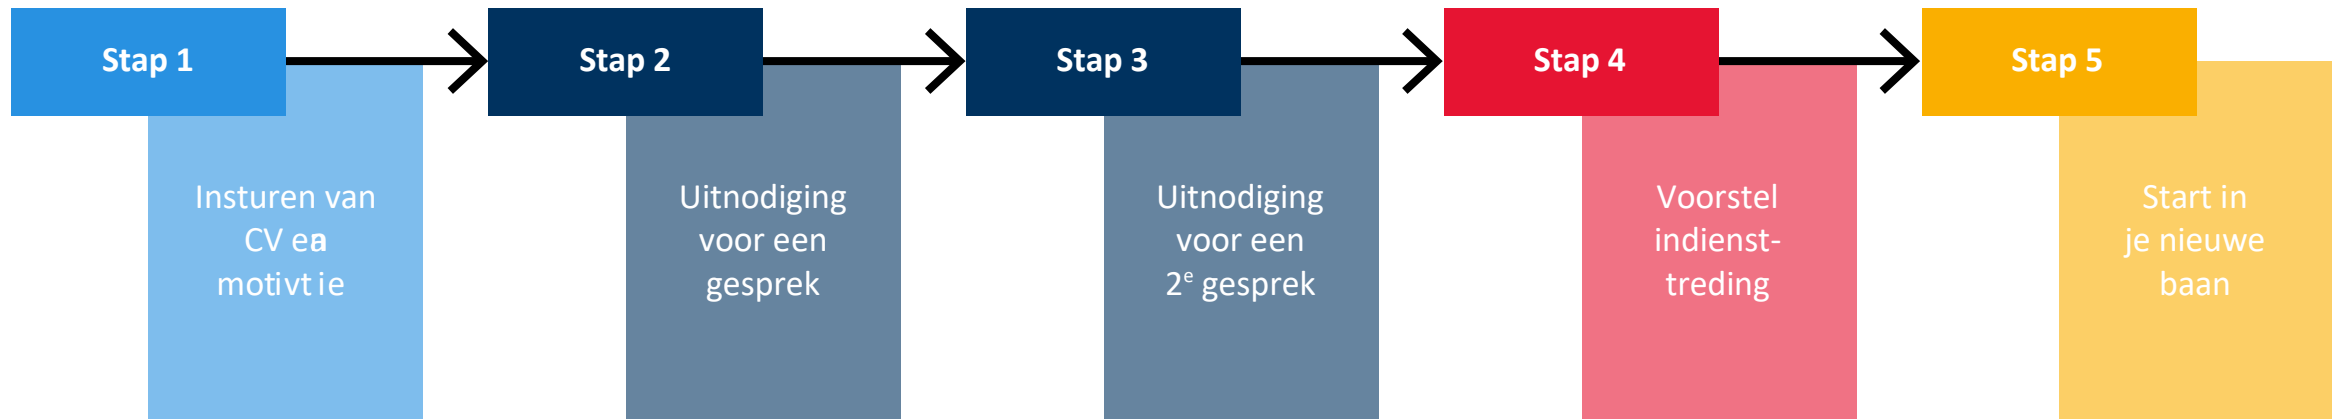 Stap 1
Stap 2
Stap 3
Stap 4
Stap 5
Insturen van
CV en
motivtie
Uitnodiging
voor een
gesprek
Uitnodiging
voor een
2e gesprek
Voorstel
indienst-
treding
Start in
je nieuwe
baan